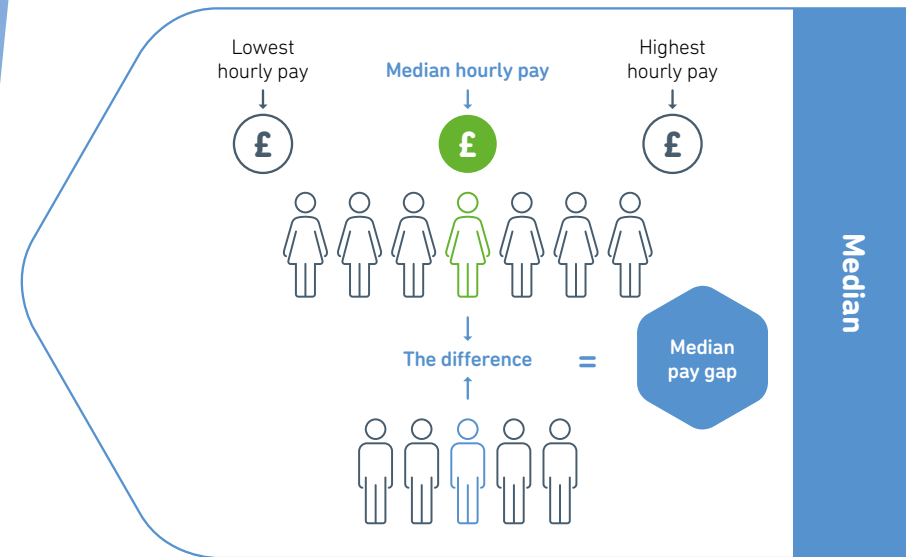 Lowest
hourly pay
Median hourly pay
Highest
hourly pay
£
£
£
The difference
=
Median
pay gap
Median